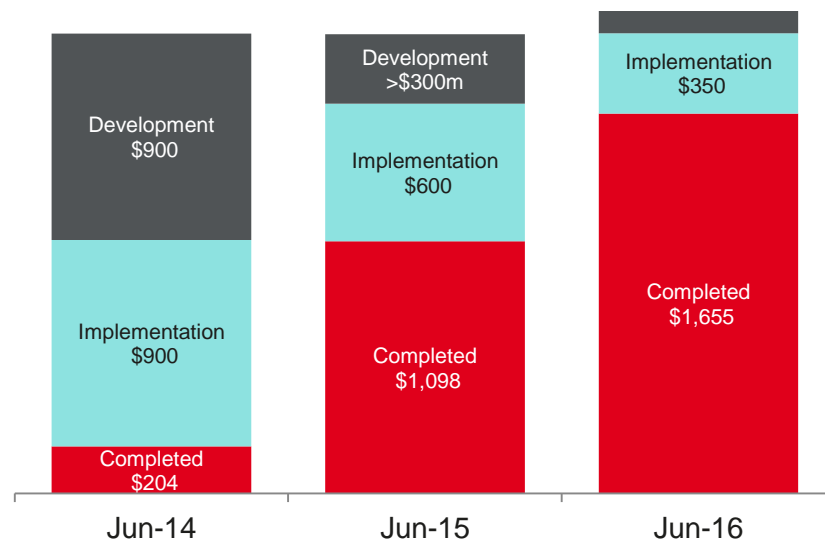 Development
$900
Implementation
$900
Completed
$204
Development
>$300m
Implementation
$600
Completed
$1,098
Implementation
$350
Completed
$1,655
Jun-14
Jun-15
Jun-16